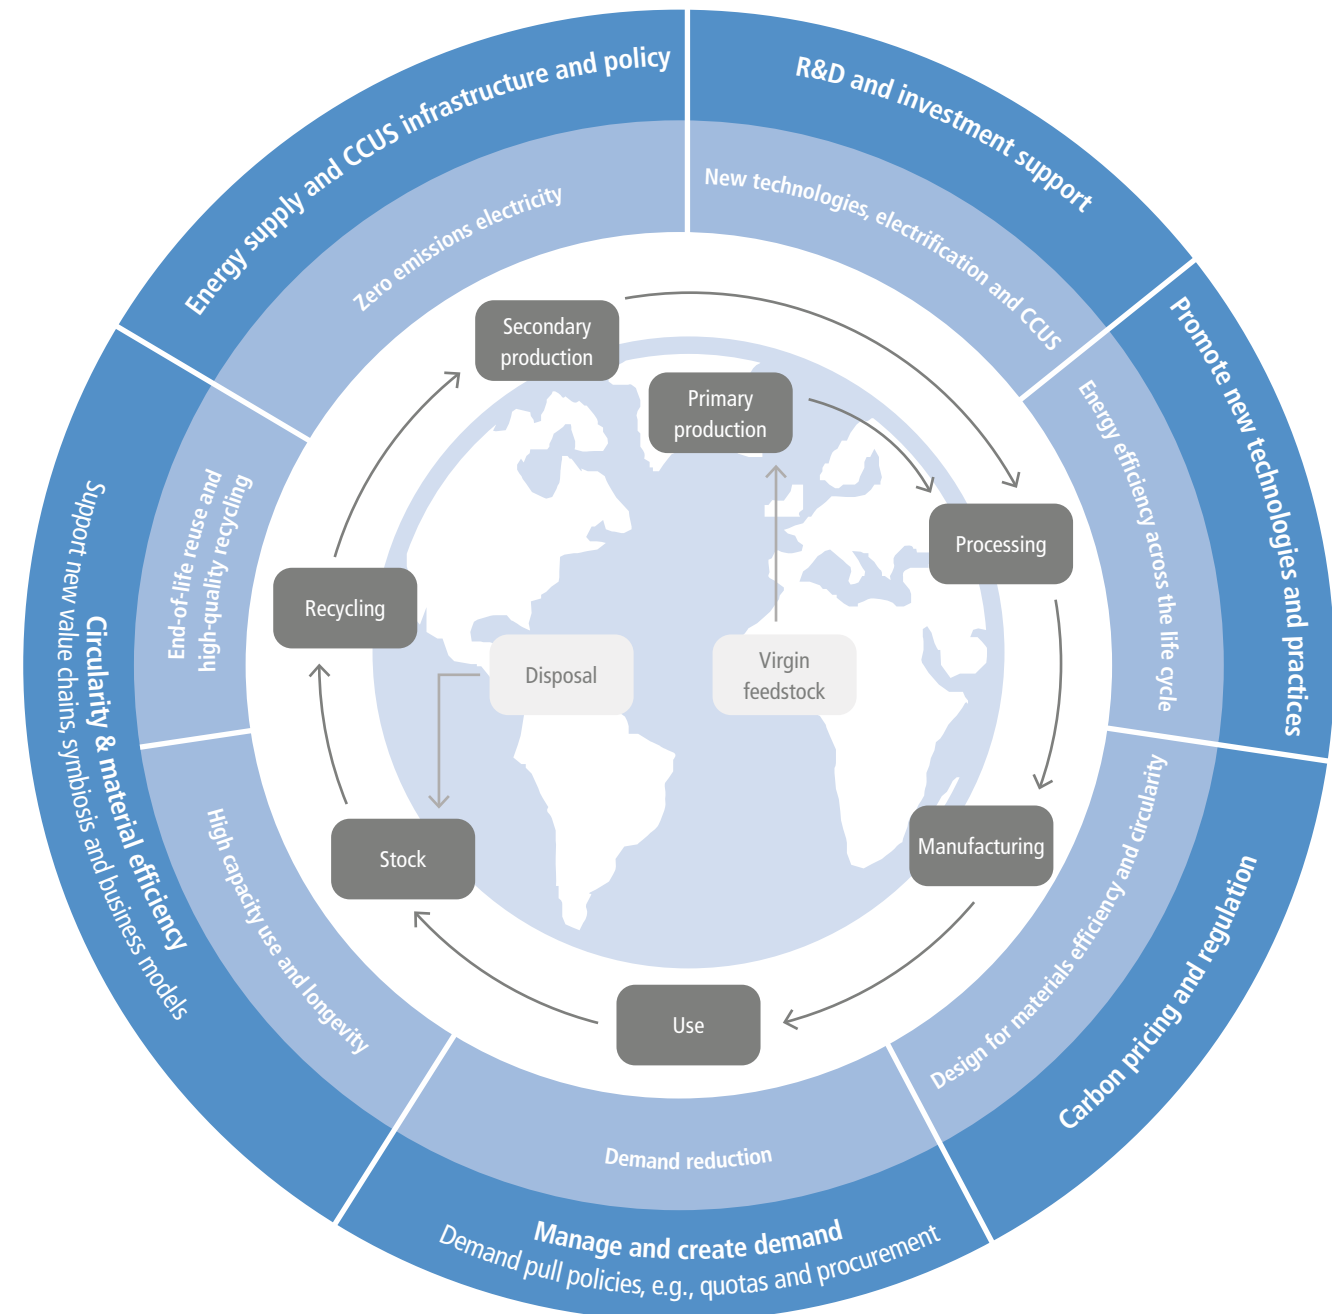 Energy supply and CCUS infrastructure and policy
R&D and investment support
Promote new technologies and practices
Carbon pricing and regulation
Manage and create demand
Demand pull policies, e.g., quotas and procurement
Circularity & material efficiency
Support new value chains, symbiosis and business models
Zero emissions electricity
New technologies, electrification and CCUS
Energy efficiency across the life cycle
Design for materials efficiency and circularity
Demand reduction
High capacity use and longevity
End-of-life reuse and
high-quality recycling
Secondary
production
Primary
production
Processing
Recycling
Disposal
Virgin
feedstock
Stock
Manufacturing
Use